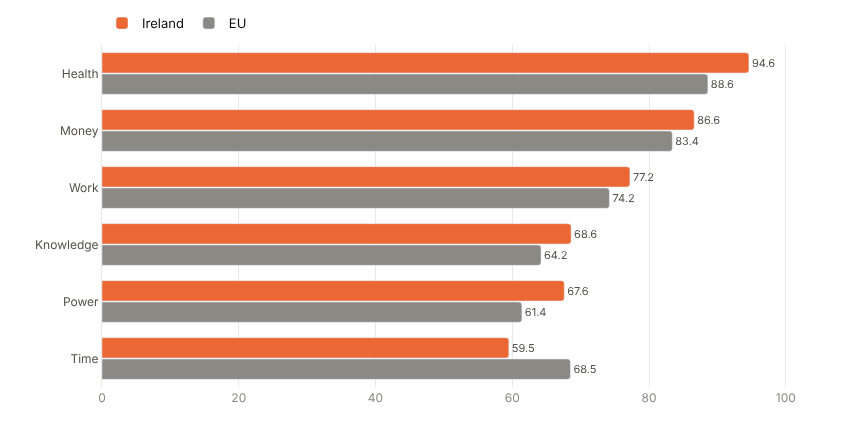 Ireland EU
Health 94.6
88.6
Money 86.6
83.4
Work 77.2
74.2
Knowledge 68.6
64.2
Power 67.6
61.4
Time 59.5
68.5
0 20 40 60 80 100